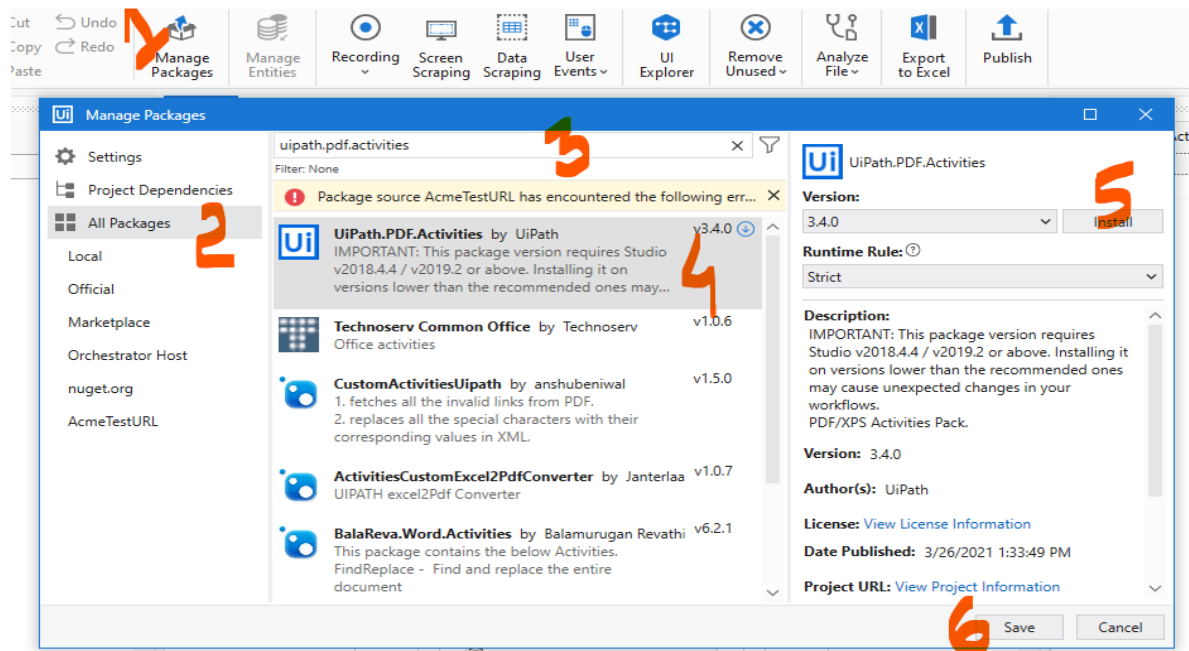 Cut Undo
Copy Redo
Paste
1
Manage Packages
Manage Entities
Recording
Screen Scraping
Data Scraping
User Events
UI Explorer
Remove Unused
Analyze File
Export to Excel
Publish
Ui Manage Packages
Settings
Project Dependencies
All Packages
2
Local
Official
Marketplace
Orchestrator Host
nuget.org
AcmeTestURL
uipath.pdf.activities
3
Filter: None
Package source AcmeTestURL has encountered the following err...
Ui
UiPath.PDF.Activities by UiPath v3.4.0
IMPORTANT: This package version requires Studio
v2018.4.4 / v2019.2 or above. Installing it on
versions lower than the recommended ones may...
4
Technoserv Common Office by Technoserv v1.0.6
Office activities
CustomActivitiesUipath by anshubeniwal v1.5.0
1. fetches all the invalid links from PDF.
2. replaces all the special characters with their
corresponding values in XML.
ActivitiesCustomExcel2PdfConverter by Janterlaa v1.0.7
UIPATH excel2Pdf Converter
BalaReva.Word.Activities by Balamurugan Revathi v6.2.1
This package contains the below Activities.
FindReplace - Find and replace the entire
document
Ui UiPath.PDF.Activities
Version:
5
3.4.0 Install
Runtime Rule:
Strict
Description:
IMPORTANT: This package version requires
Studio v2018.4.4 / v2019.2 or above. Installing it
on versions lower than the recommended ones
may cause unexpected changes in your
workflows.
PDF/XPS Activities Pack.
Version: 3.4.0
Author(s): UiPath
License: View License Information
Date Published: 3/26/2021 1:33:49 PM
Project URL: View Project Information
6
Save Cancel